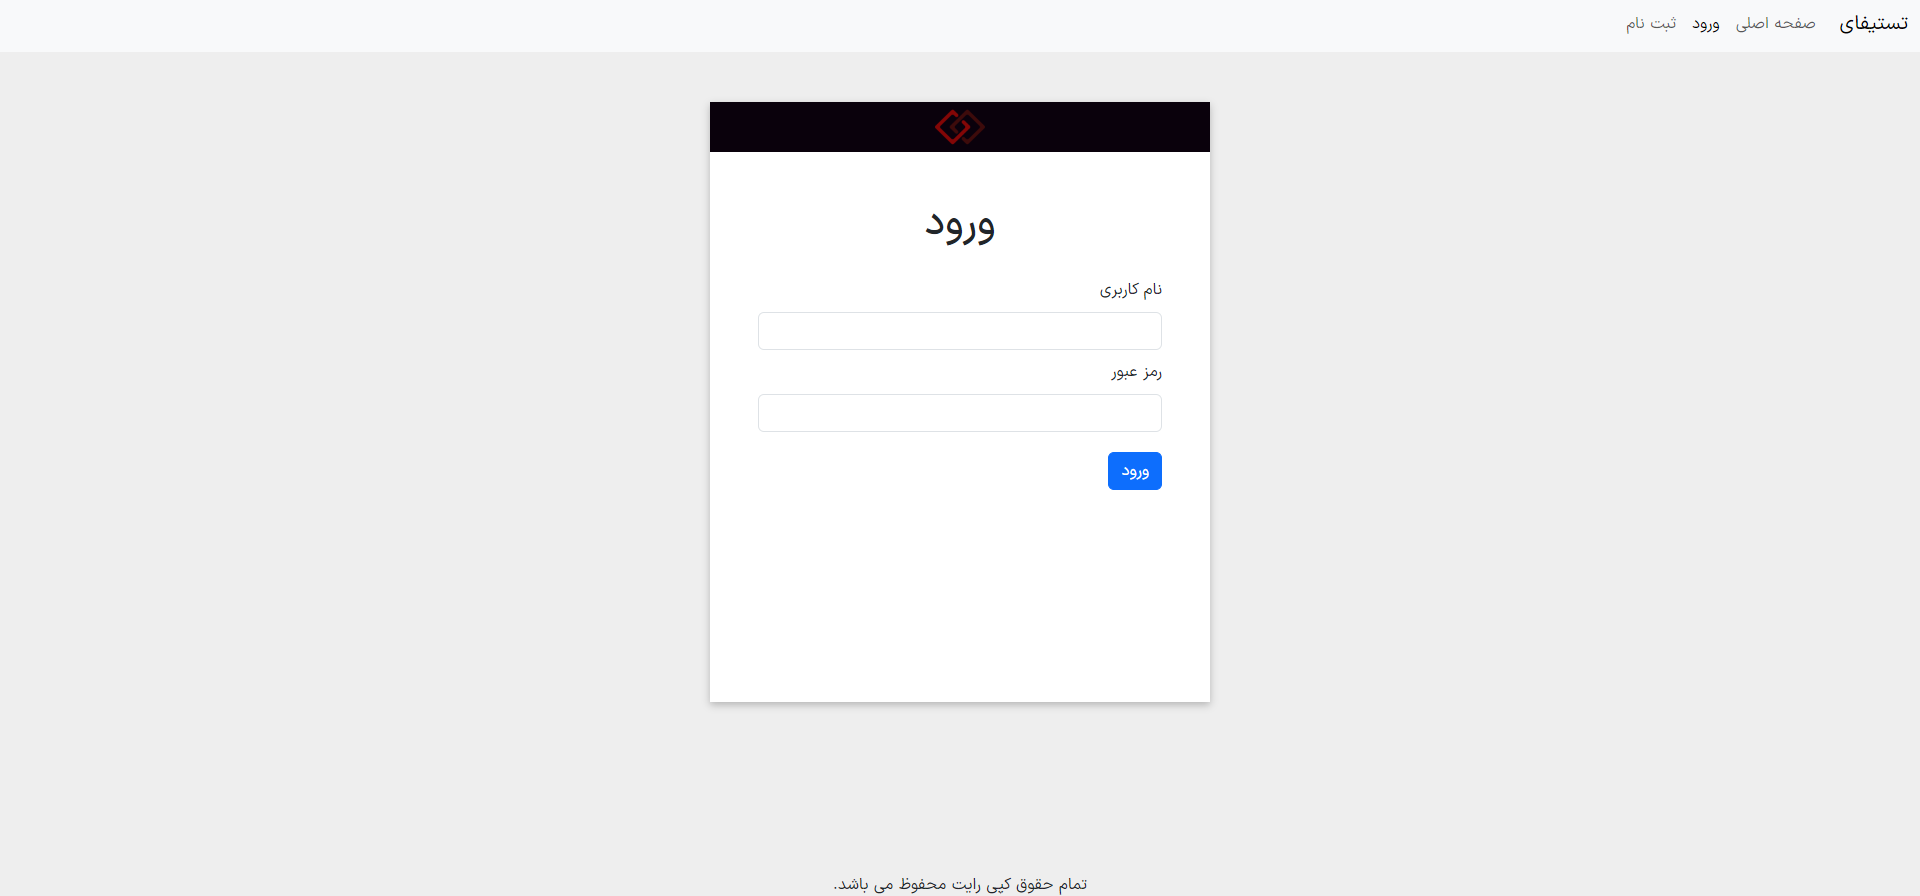 تستیفای صفحه اصلی ورود ثبت نام
ورود
نام کاربری
رمز عبور
ورود
تمام حقوق کپی رایت محفوظ می باشد.